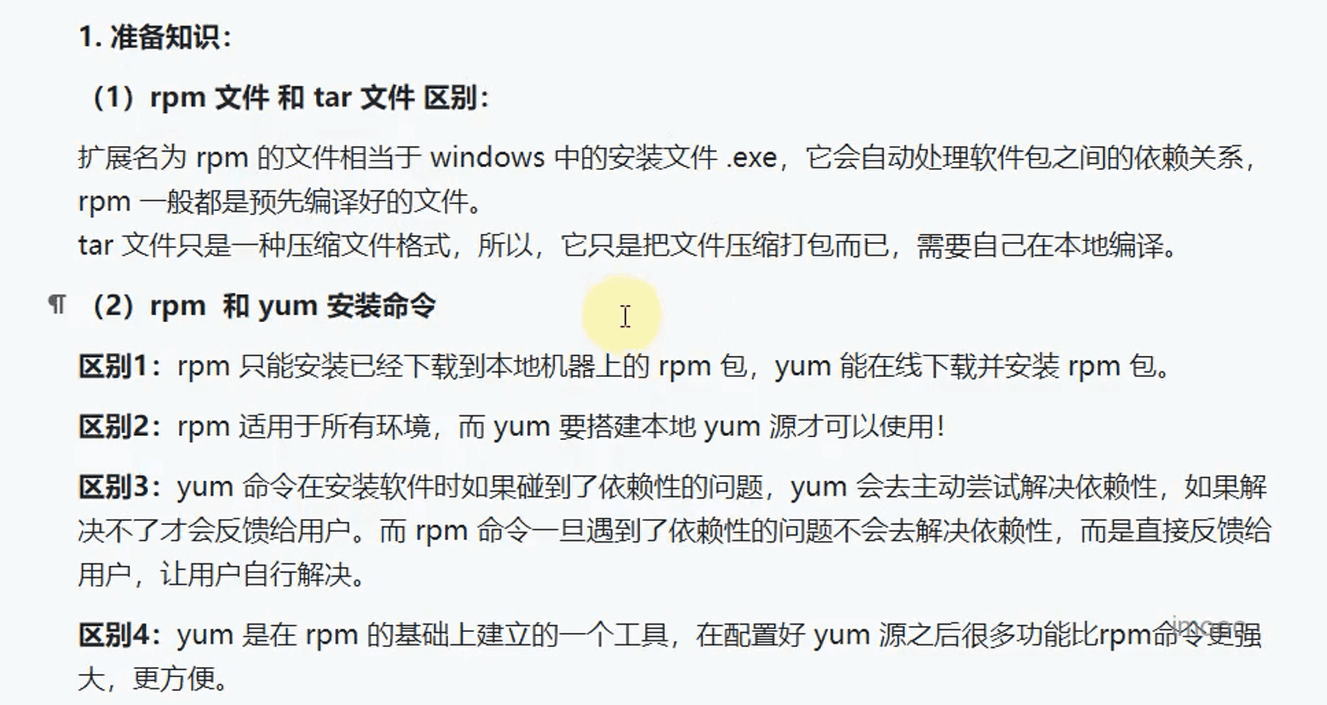 1. 准备知识：
（1）rpm 文件 和 tar 文件 区别：
扩展名为 rpm 的文件相当于 windows 中的安装文件 .exe，它会自动处理软件包之间的依赖关系，
rpm 一般都是预先编译好的文件。
tar 文件只是一种压缩文件格式，所以，它只是把文件压缩打包而已，需要自己在本地编译。
¶ （2）rpm 和 yum 安装命令
区别1：rpm 只能安装已经下载到本地机器上的 rpm 包，yum 能在线下载并安装 rpm 包。
区别2：rpm 适用于所有环境，而 yum 要搭建本地 yum 源才可以使用！
区别3：yum 命令在安装软件时如果碰到了依赖性的问题，yum 会去主动尝试解决依赖性，如果解
决不了才会反馈给用户。而 rpm 命令一旦遇到了依赖性的问题不会去解决依赖性，而是直接反馈给
用户，让用户自行解决。
区别4：yum 是在 rpm 的基础上建立的一个工具，在配置好 yum 源之后很多功能比rpm命令更强
大，更方便。
imooc